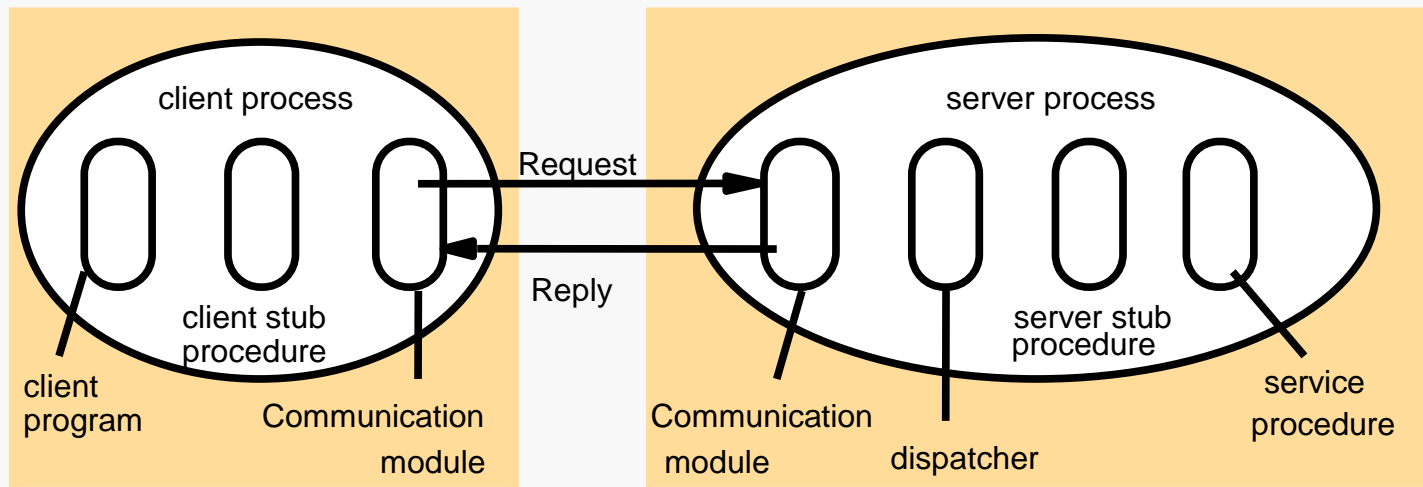 client process
server process
Request
Reply
client stub
procedure
server stub
procedure
client
program
Communication
module
Communication
module
dispatcher
service
procedure